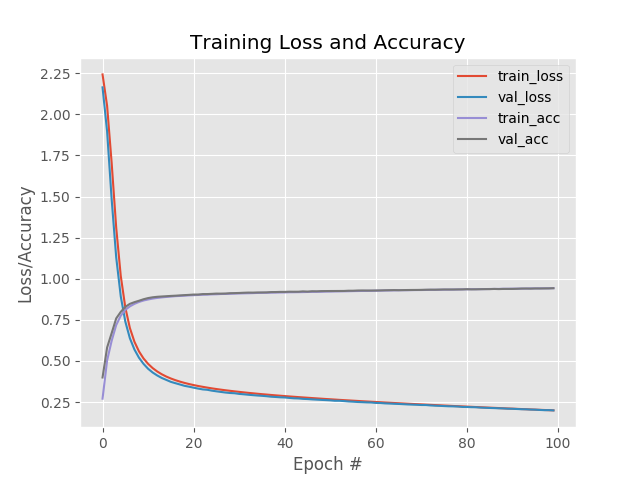 Training Loss and Accuracy
train_loss
val_loss
train_acc
val_acc
Loss/Accuracy
2.25
2.00
1.75
1.50
1.25
1.00
0.75
0.50
0.25
0 20 40 60 80 100
Epoch #